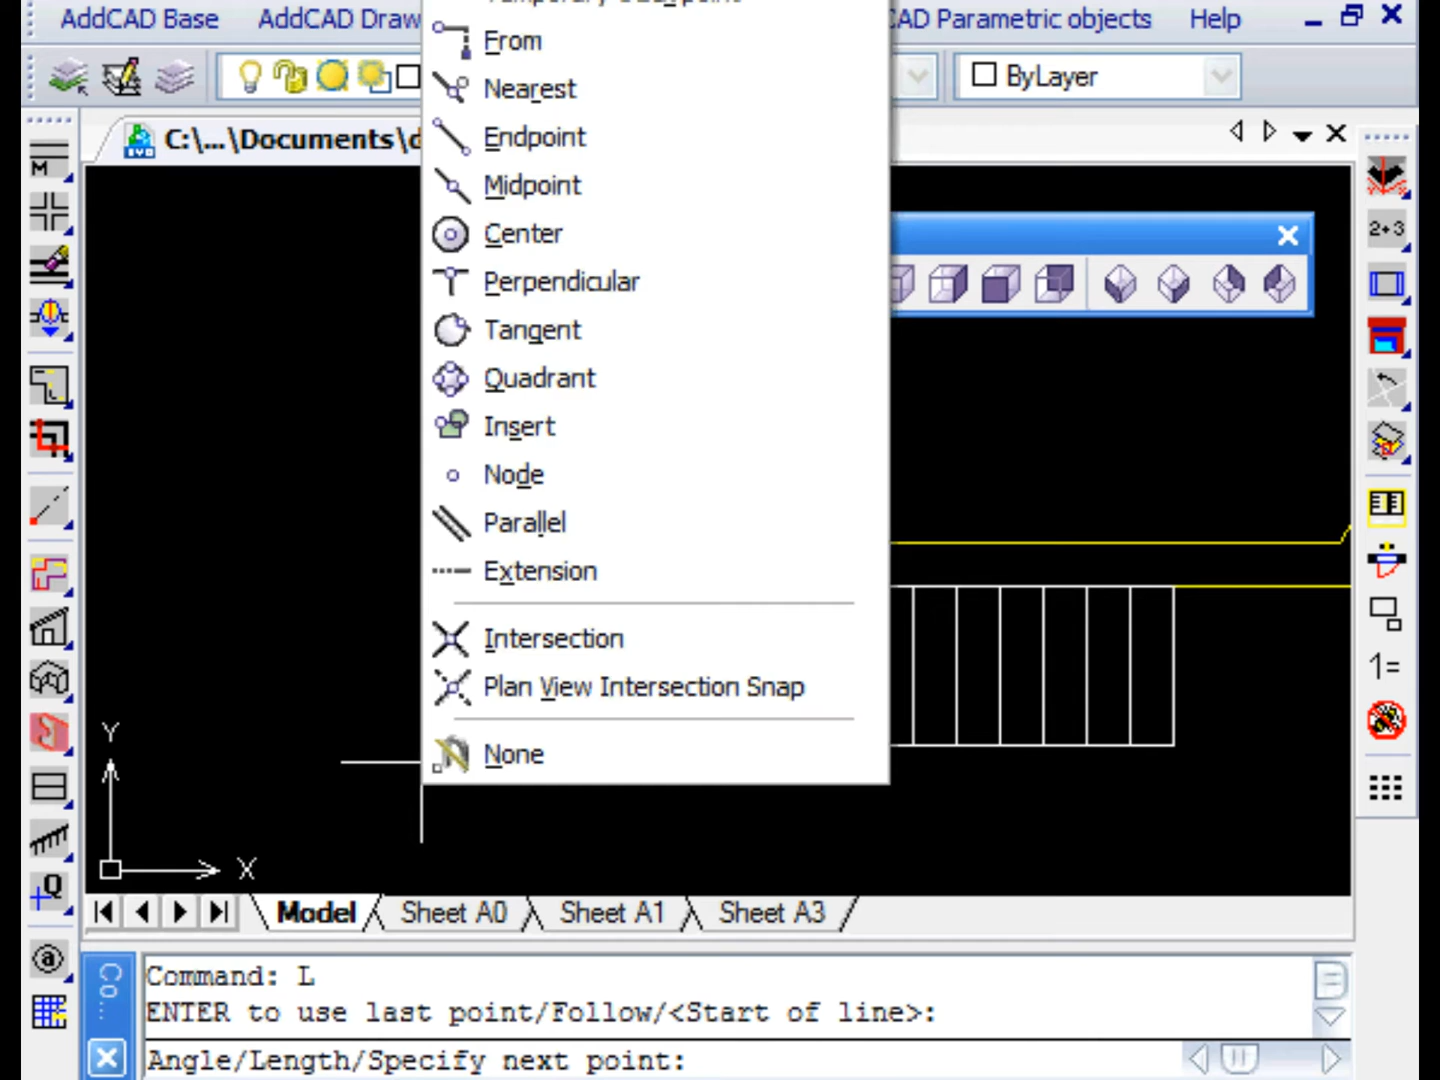 AddCAD Base AddCAD Draw CAD Parametric objects Help
From
Nearest
ByLayer
Endpoint
C:\...\Documents\d
Midpoint
Center
2+3
Perpendicular
Tangent
Quadrant
Insert
Node
Parallel
Extension
Intersection
1=
Plan View Intersection Snap
Y
None
X
Q
Model Sheet A0 Sheet A1 Sheet A3
@
Co...
Command: L
ENTER to use last point/Follow/<Start of line>:
Angle/Length/Specify next point:
M